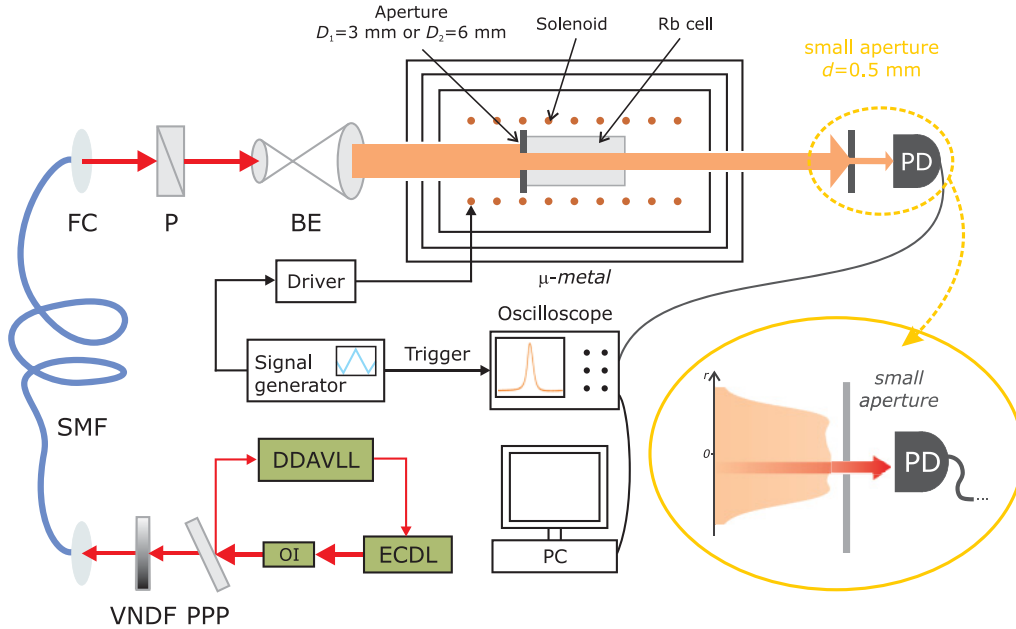 Aperture
D₁=3 mm or D₂=6 mm
Solenoid
Rb cell
small aperture
d=0.5 mm
PD
FC
P
BE
μ-metal
Driver
Oscilloscope
Signal
generator
Trigger
SMF
DDAVLL
ECDL
OI
VNDF
PPP
PC
r
0
small
aperture
PD
...